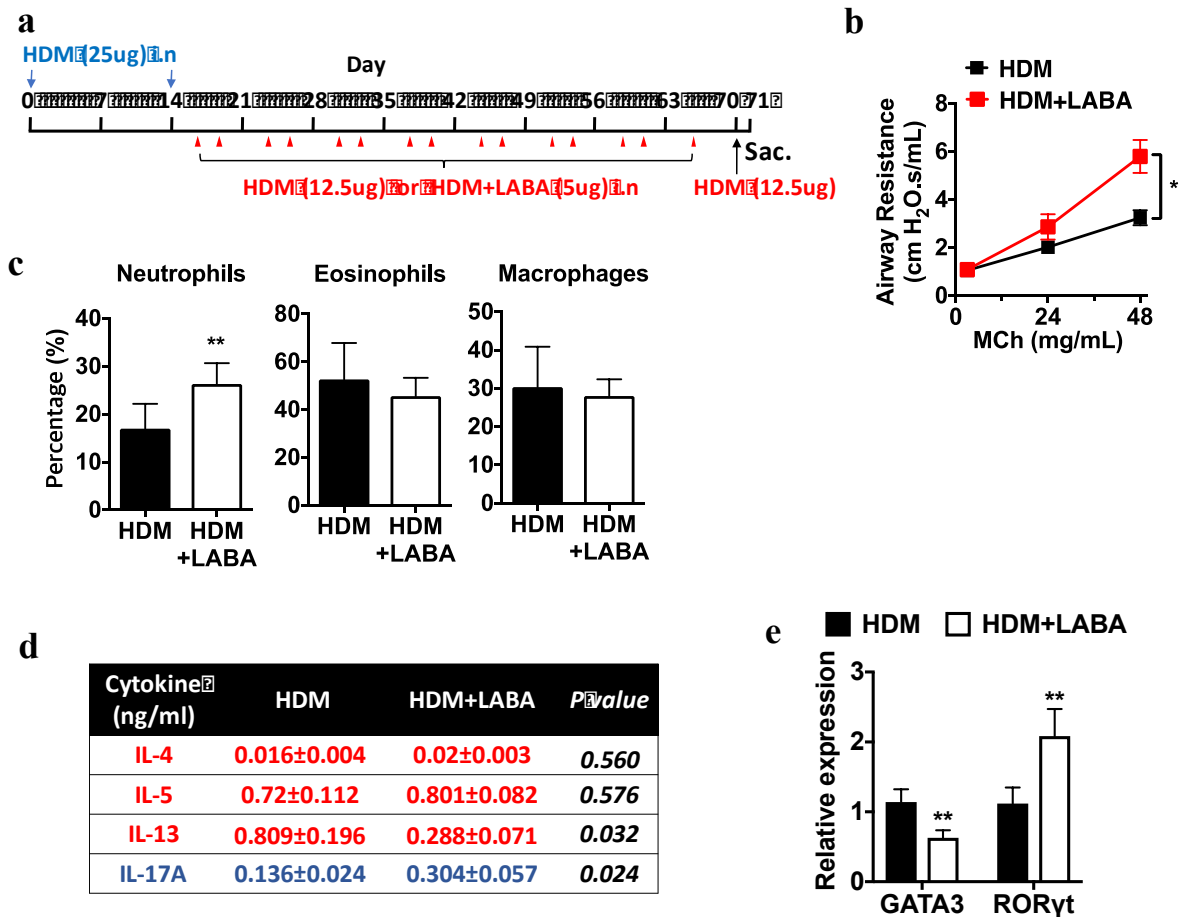 a
HDM (25ug) i.n
Day
0 7 14 21 28 35 42 49 56 63 70 71
Sac.
HDM (12.5ug) or HDM+LABA (5ug) i.n
HDM (12.5ug)
b
HDM
HDM+LABA
Airway Resistance
(cm H₂O.s/mL)
8
6
4
2
0
*
0 24 48
MCh (mg/mL)
c
Neutrophils Eosinophils Macrophages
Percentage (%)
40
30
20
10
0
**
HDM HDM
+LABA
80
60
40
20
0
HDM HDM
+LABA
50
40
30
20
10
0
HDM HDM
+LABA
d
Cytokine
(ng/ml) HDM HDM+LABA P value
IL-4 0.016±0.004 0.02±0.003 0.560
IL-5 0.72±0.112 0.801±0.082 0.576
IL-13 0.809±0.196 0.288±0.071 0.032
IL-17A 0.136±0.024 0.304±0.057 0.024
e
HDM HDM+LABA
Relative expression
3
2
1
0
**
**
GATA3 RORγt